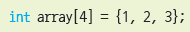 int array[4] = {1, 2, 3};